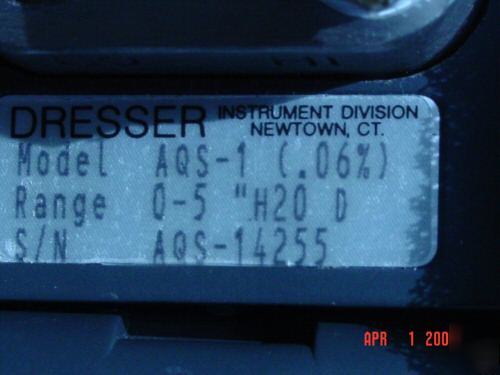 DRESSER INSTRUMENT DIVISION
NEWTOWN, CT.
Model AQS-1 (.06%)
Range 0-5 "H20 D
S/N AQS-14255
APR 1 200